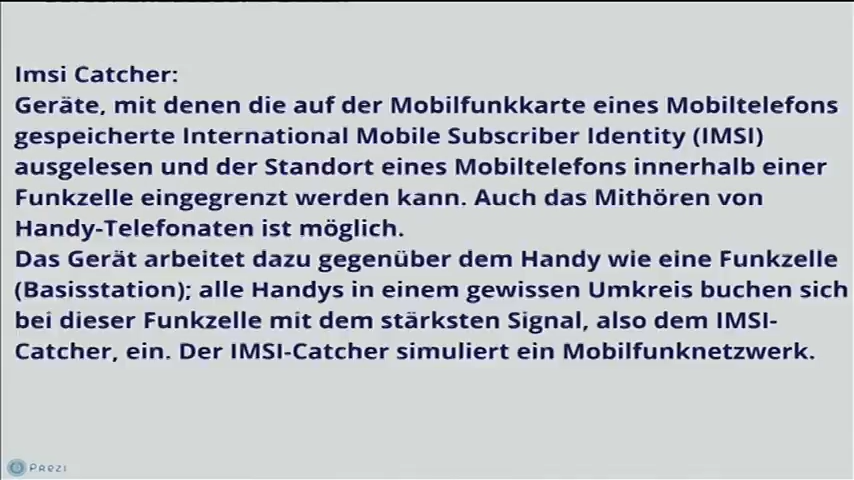 Imsi Catcher:
Geräte, mit denen die auf der Mobilfunkkarte eines Mobiltelefons
gespeicherte International Mobile Subscriber Identity (IMSI)
ausgelesen und der Standort eines Mobiltelefons innerhalb einer
Funkzelle eingegrenzt werden kann. Auch das Mithören von
Handy-Telefonaten ist möglich.
Das Gerät arbeitet dazu gegenüber dem Handy wie eine Funkzelle
(Basisstation); alle Handys in einem gewissen Umkreis buchen sich
bei dieser Funkzelle mit dem stärksten Signal, also dem IMSI-
Catcher, ein. Der IMSI-Catcher simuliert ein Mobilfunknetzwerk.
Prezi